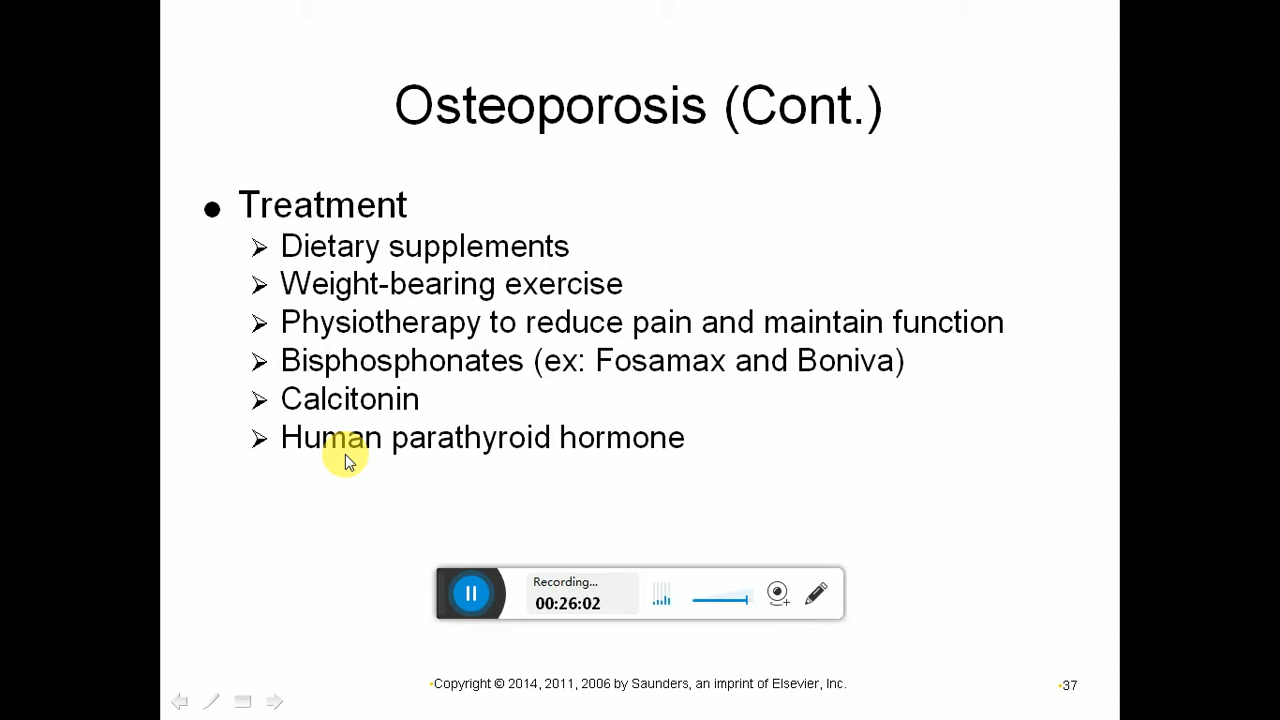 Osteoporosis (Cont.)
● Treatment
➢ Dietary supplements
➢ Weight-bearing exercise
➢ Physiotherapy to reduce pain and maintain function
➢ Bisphosphonates (ex: Fosamax and Boniva)
➢ Calcitonin
➢ Human parathyroid hormone
Recording...
00:26:02
•Copyright © 2014, 2011, 2006 by Saunders, an imprint of Elsevier, Inc.
•37